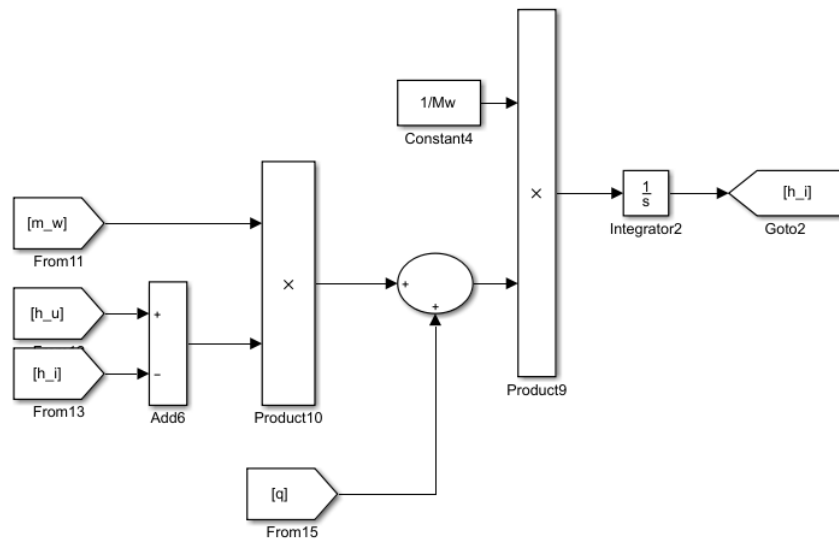 1/Mw
Constant4
×
1
s
Integrator2
[h_i]
Goto2
[m_w]
From11
×
+
+
[h_u]
+
[h_i]
−
From13
Add6
Product10
Product9
[q]
From15